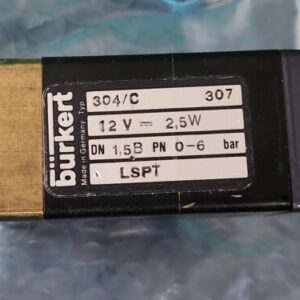 bürkert
Made in Germany Typ
304/C 307
12 V = 2,5W
DN 1,5B PN 0-6 bar
LSPT